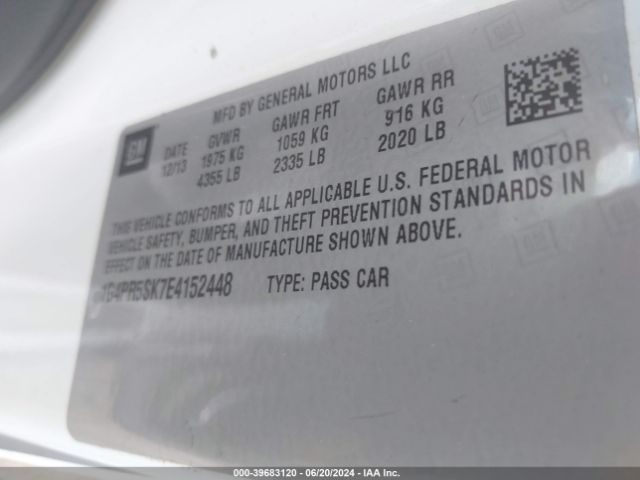 MFD BY GENERAL MOTORS LLC
GM
DATE GVWR GAWR FRT GAWR RR
12/13 1975 KG 1059 KG 916 KG
4355 LB 2335 LB 2020 LB
THIS VEHICLE CONFORMS TO ALL APPLICABLE U.S. FEDERAL MOTOR
VEHICLE SAFETY, BUMPER, AND THEFT PREVENTION STANDARDS IN
EFFECT ON THE DATE OF MANUFACTURE SHOWN ABOVE.
1G4PR5SK7E4152448 TYPE: PASS CAR
000-39683120 - 06/20/2024 - IAA Inc.